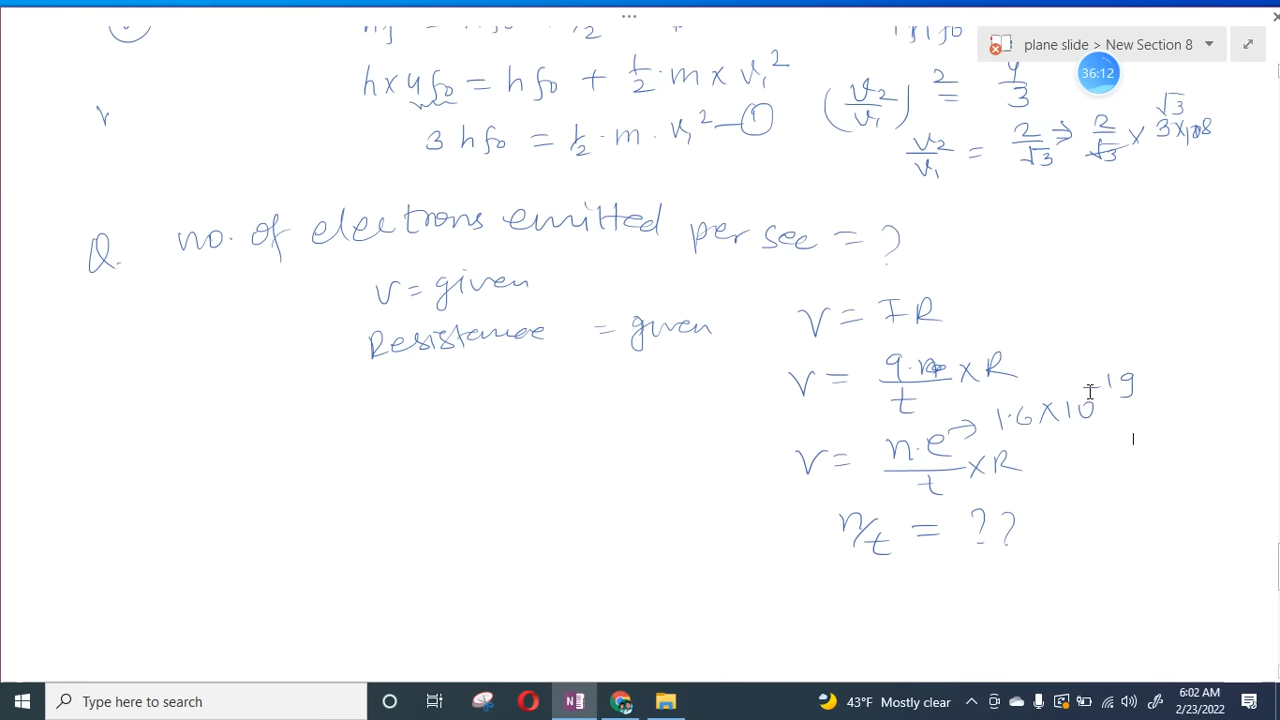 ...
plane slide > New Section 8
36:12
h x 4f₀ = hf₀ + 1/2 · m x v₁²
3 hf₀ = 1/2 · m · v₁² — ①
(v₂/v₁)² = 4/3
v₂/v₁ = 2/√3 ⇒ 2/√3 x √3
3x10⁸
Q. no. of electrons emitted per sec = ?
V = given
Resistance = given
V = IR
V = q·n/t x R
V = n·e/t x R
→ 1.6 x 10⁻¹⁹
n/t = ??
Type here to search
43°F Mostly clear
6:02 AM
2/23/2022